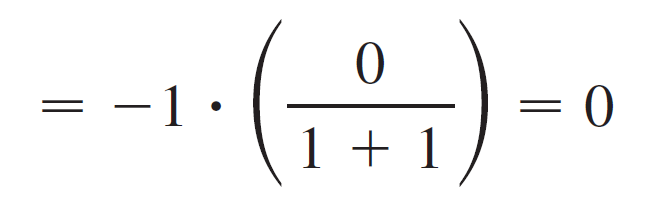 = −1 · (0 / (1 + 1)) = 0